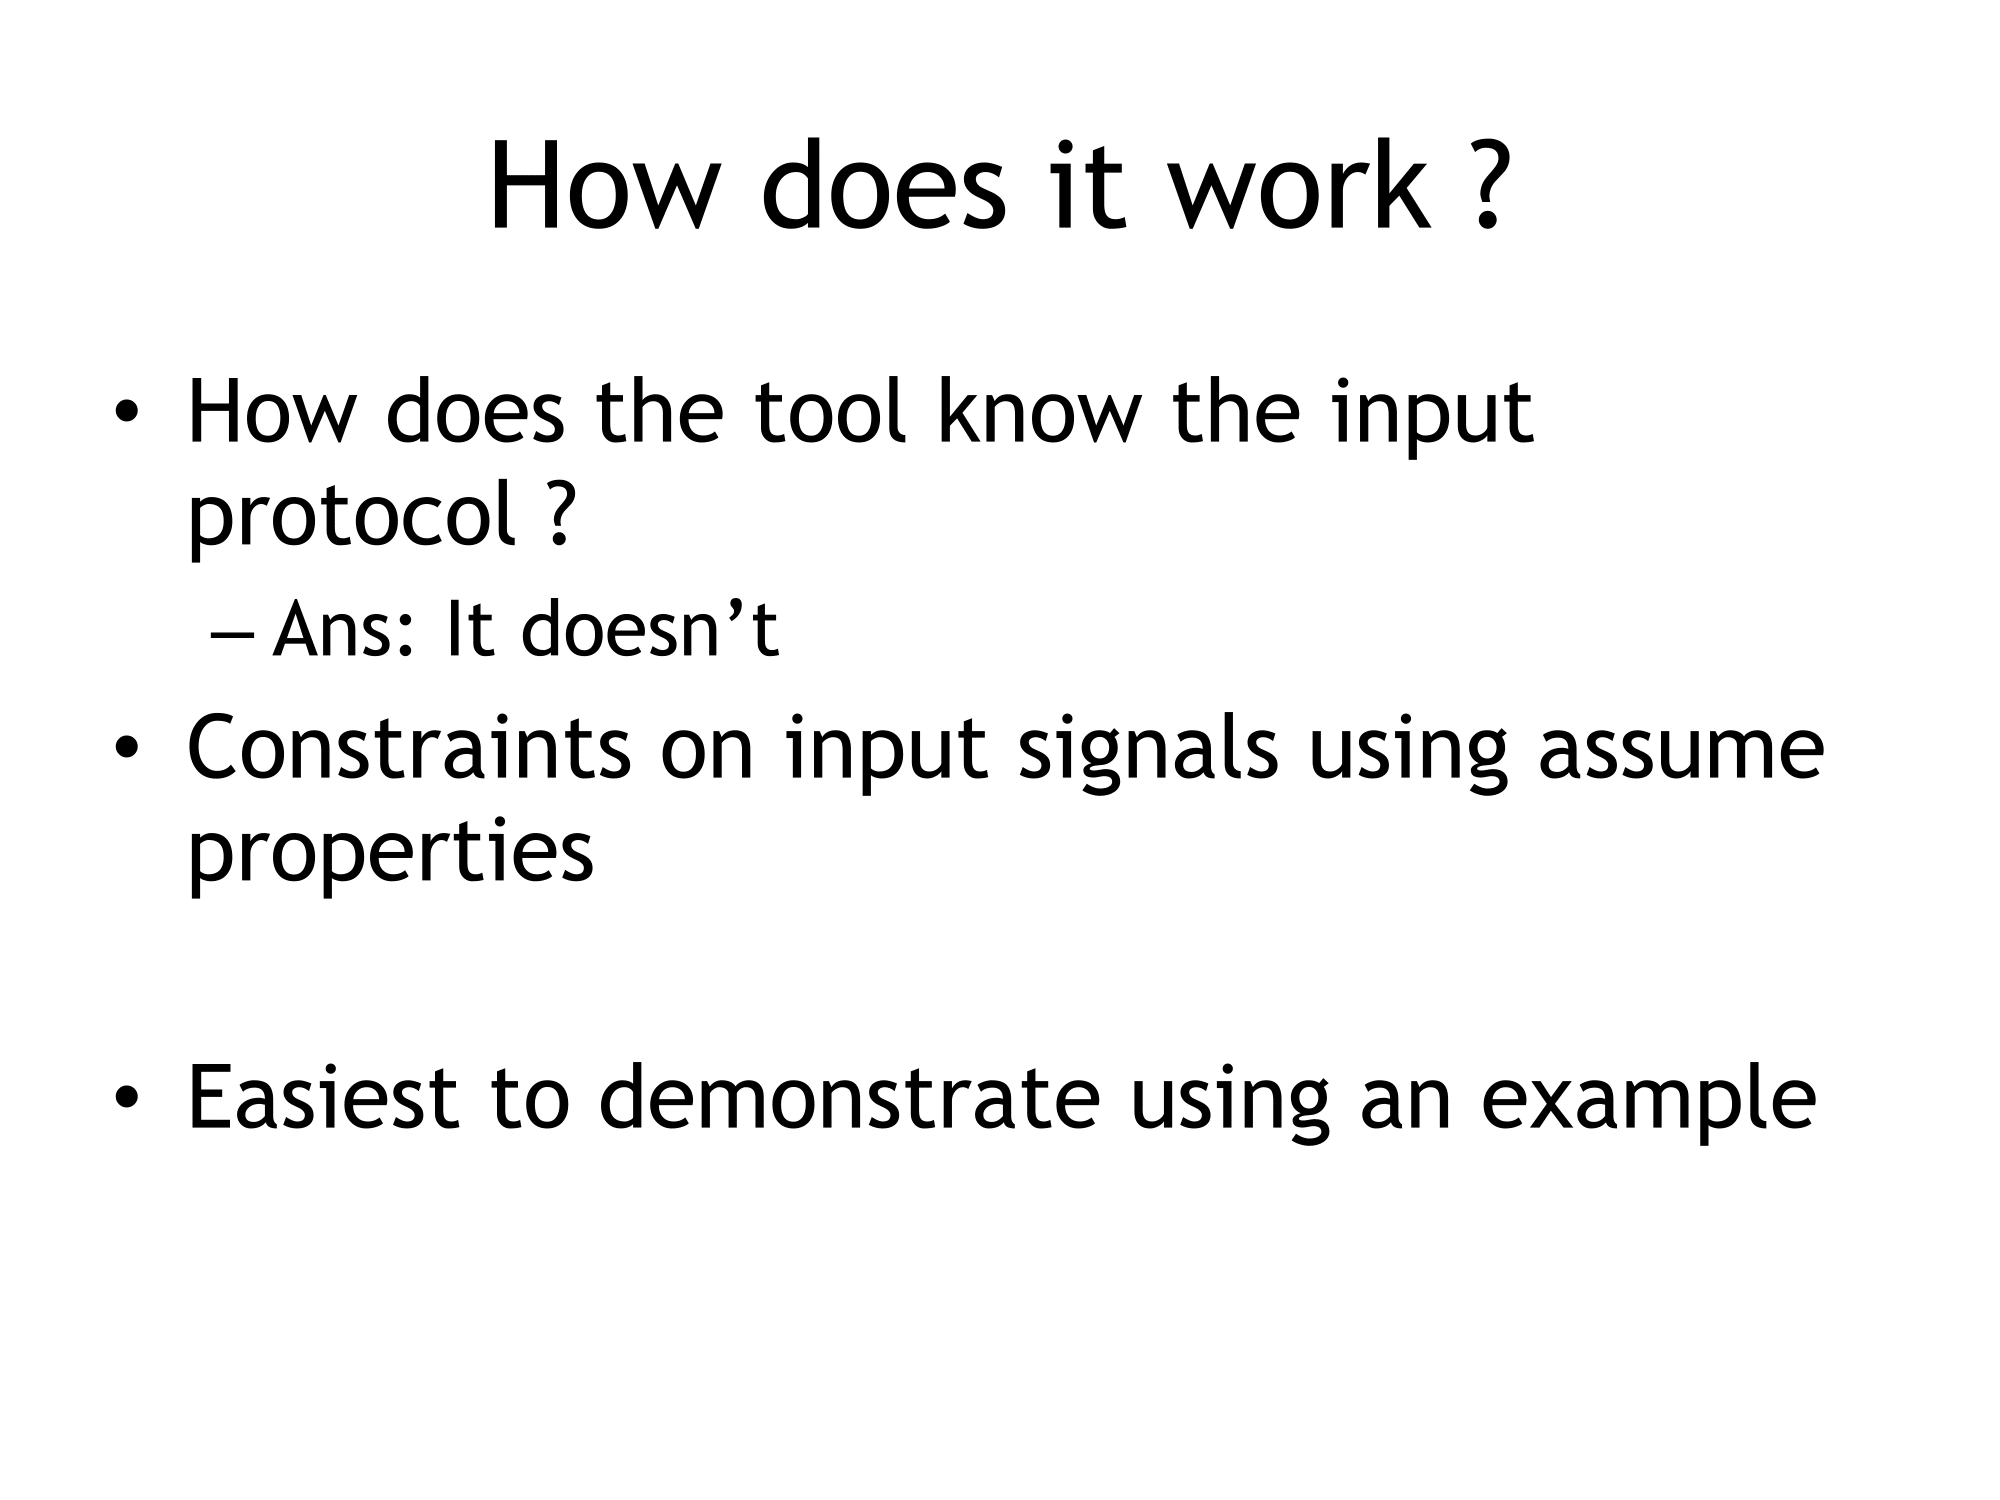 How does it work ?
• How does the tool know the input
protocol ?
– Ans: It doesn’t
• Constraints on input signals using assume
properties
• Easiest to demonstrate using an example